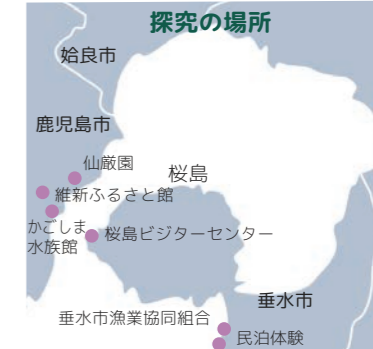 探究の場所
姶良市
鹿児島市
仙厳園
桜島
維新ふるさと館
かごしま
水族館
桜島ビジターセンター
垂水市
垂水市漁業協同組合
民泊体験